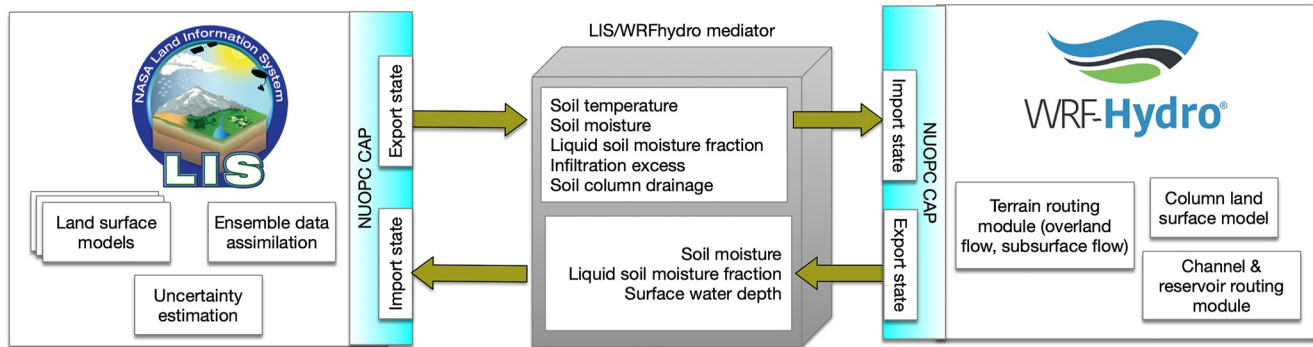 NASA Land Information System
LIS
Land surface
models
Ensemble data
assimilation
Uncertainty
estimation
NUOPC CAP
Export state
Import state
LIS/WRFhydro mediator
Soil temperature
Soil moisture
Liquid soil moisture fraction
Infiltration excess
Soil column drainage
Soil moisture
Liquid soil moisture fraction
Surface water depth
Import state
Export state
NUOPC CAP
WRF-Hydro®
Terrain routing
module (overland
flow, subsurface flow)
Column land
surface model
Channel &
reservoir routing
module